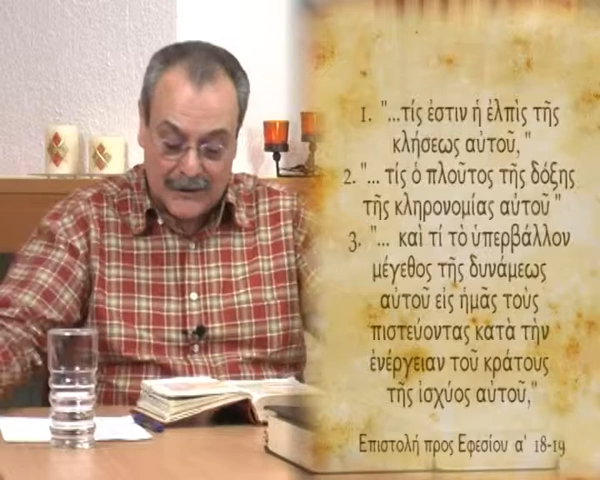 1. "...τίς ἐστιν ἡ ἐλπὶς τῆς
κλήσεως αὐτοῦ, "
2. "... τίς ὁ πλοῦτος τῆς δόξης
τῆς κληρονομίας αὐτοῦ "
3. "... καὶ τί τὸ ὑπερβάλλον
μέγεθος τῆς δυνάμεως
αὐτοῦ εἰς ἡμᾶς τοὺς
πιστεύοντας κατὰ τὴν
ἐνέργειαν τοῦ κράτους
τῆς ἰσχύος αὐτοῦ,"
Επιστολή προς Εφεσίου α' 18-19